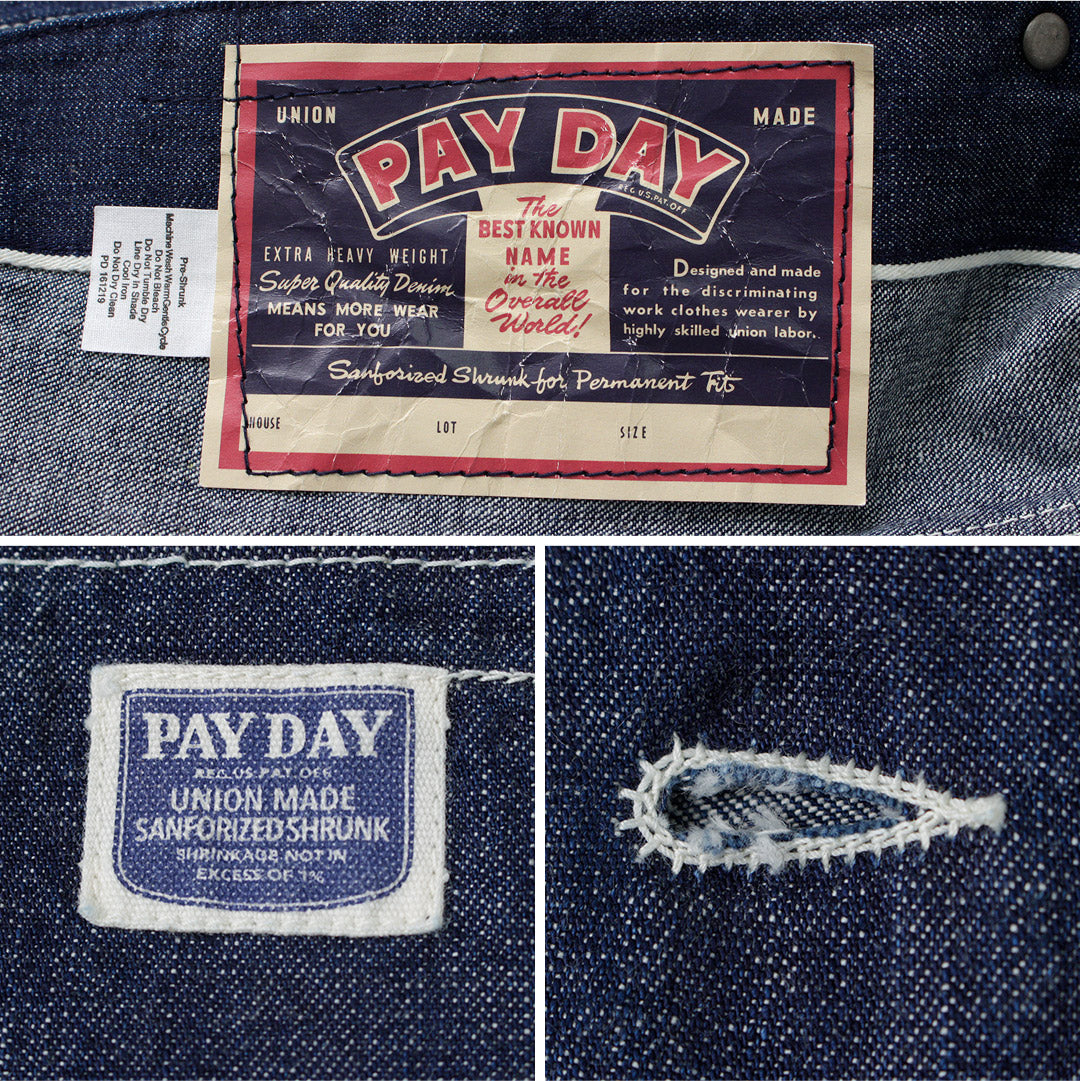 UNION MADE
PAY DAY
REG.U.S.PAT.OFF.
The
BEST KNOWN
NAME
in the
Overall
World!
EXTRA HEAVY WEIGHT
Super Quality Denim
MEANS MORE WEAR
FOR YOU
Designed and made
for the discriminating
work clothes wearer by
highly skilled union labor.
Sanforized Shrunk for Permanent Fit
HOUSE LOT SIZE
Pre-Shrunk
Machine Wash Warm Gentle Cycle
Do Not Bleach
Do Not Tumble Dry
Line Dry In Shade
Cool Iron
Do Not Dry Clean
PD 161219
PAY DAY
REG. US. PAT. OFF.
UNION MADE
SANFORIZED SHRUNK
SHRINKAGE NOT IN
EXCESS OF 1%